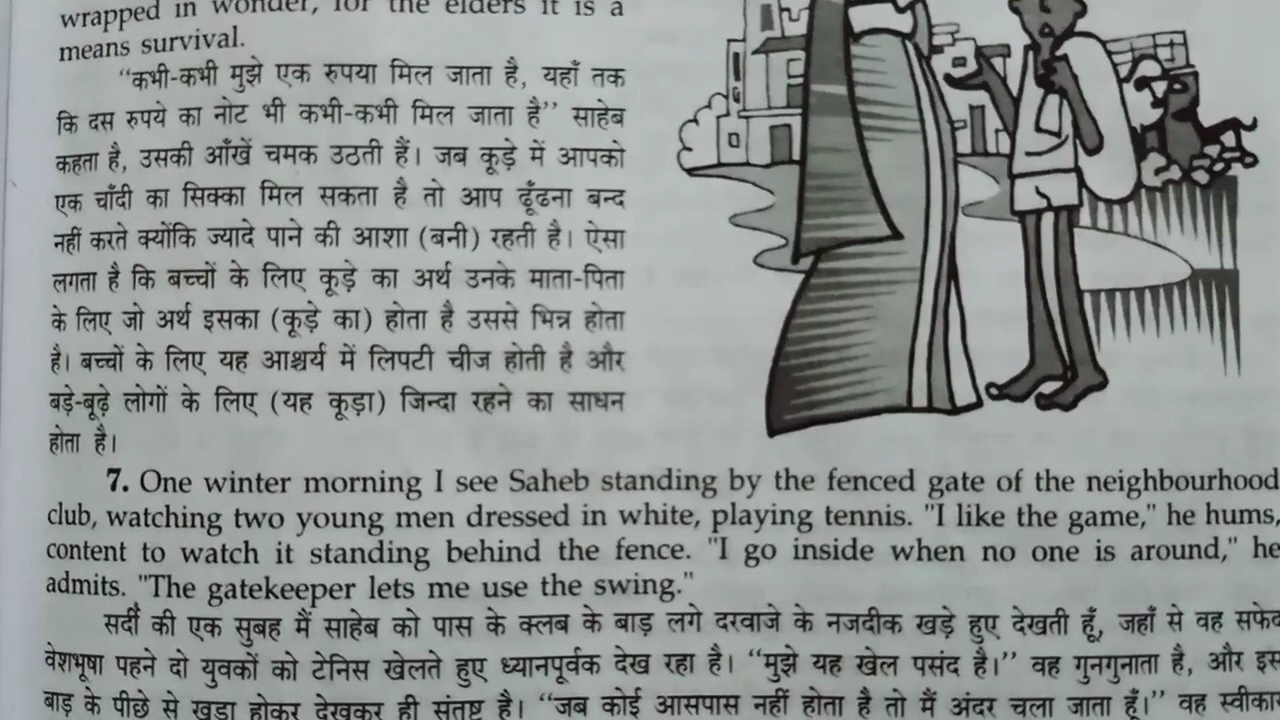 wrapped in wonder, for the elders it is a
means survival.
“कभी-कभी मुझे एक रुपया मिल जाता है, यहाँ तक
कि दस रुपये का नोट भी कभी-कभी मिल जाता है” साहेब
कहता है, उसकी आँखें चमक उठती हैं। जब कूड़े में आपको
एक चाँदी का सिक्का मिल सकता है तो आप ढूँढना बन्द
नहीं करते क्योंकि ज्यादे पाने की आशा (बनी) रहती है। ऐसा
लगता है कि बच्चों के लिए कूड़े का अर्थ उनके माता-पिता
के लिए जो अर्थ इसका (कूड़े का) होता है उससे भिन्न होता
है। बच्चों के लिए यह आश्चर्य में लिपटी चीज होती है और
बड़े-बूढ़े लोगों के लिए (यह कूड़ा) जिन्दा रहने का साधन
होता है।
7. One winter morning I see Saheb standing by the fenced gate of the neighbourhood
club, watching two young men dressed in white, playing tennis. "I like the game," he hums,
content to watch it standing behind the fence. "I go inside when no one is around," he
admits. "The gatekeeper lets me use the swing."
सर्दी की एक सुबह मैं साहेब को पास के क्लब के बाड़ लगे दरवाजे के नजदीक खड़े हुए देखती हूँ, जहाँ से वह सफेद
वेशभूषा पहने दो युवकों को टेनिस खेलते हुए ध्यानपूर्वक देख रहा है। “मुझे यह खेल पसंद है।” वह गुनगुनाता है, और इस
बाड़ के पीछे से खड़ा होकर देखकर ही संतुष्ट है। “जब कोई आसपास नहीं होता है तो मैं अंदर चला जाता हूँ।” वह